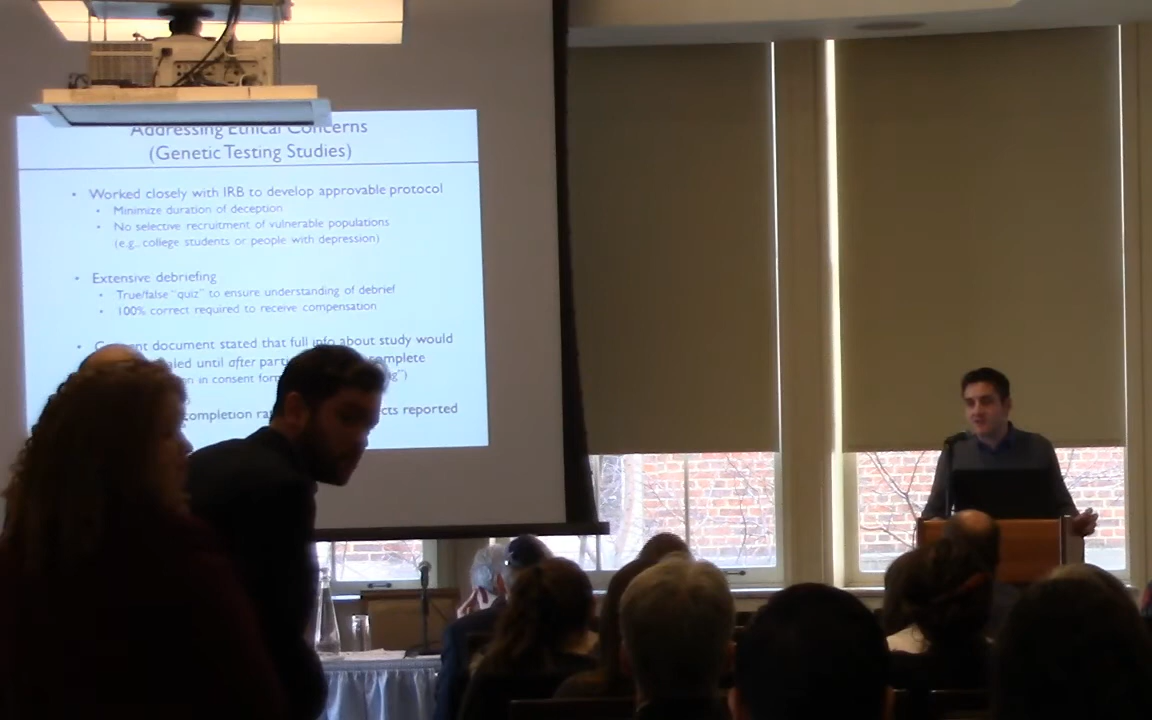 Addressing Ethical Concerns
(Genetic Testing Studies)
• Worked closely with IRB to develop approvable protocol
• Minimize duration of deception
• No selective recruitment of vulnerable populations
(e.g., college students or people with depression)
• Extensive debriefing
• True/false "quiz" to ensure understanding of debrief
• 100% correct required to receive compensation
• document stated that full info about study would
until after
in consent
completion reported